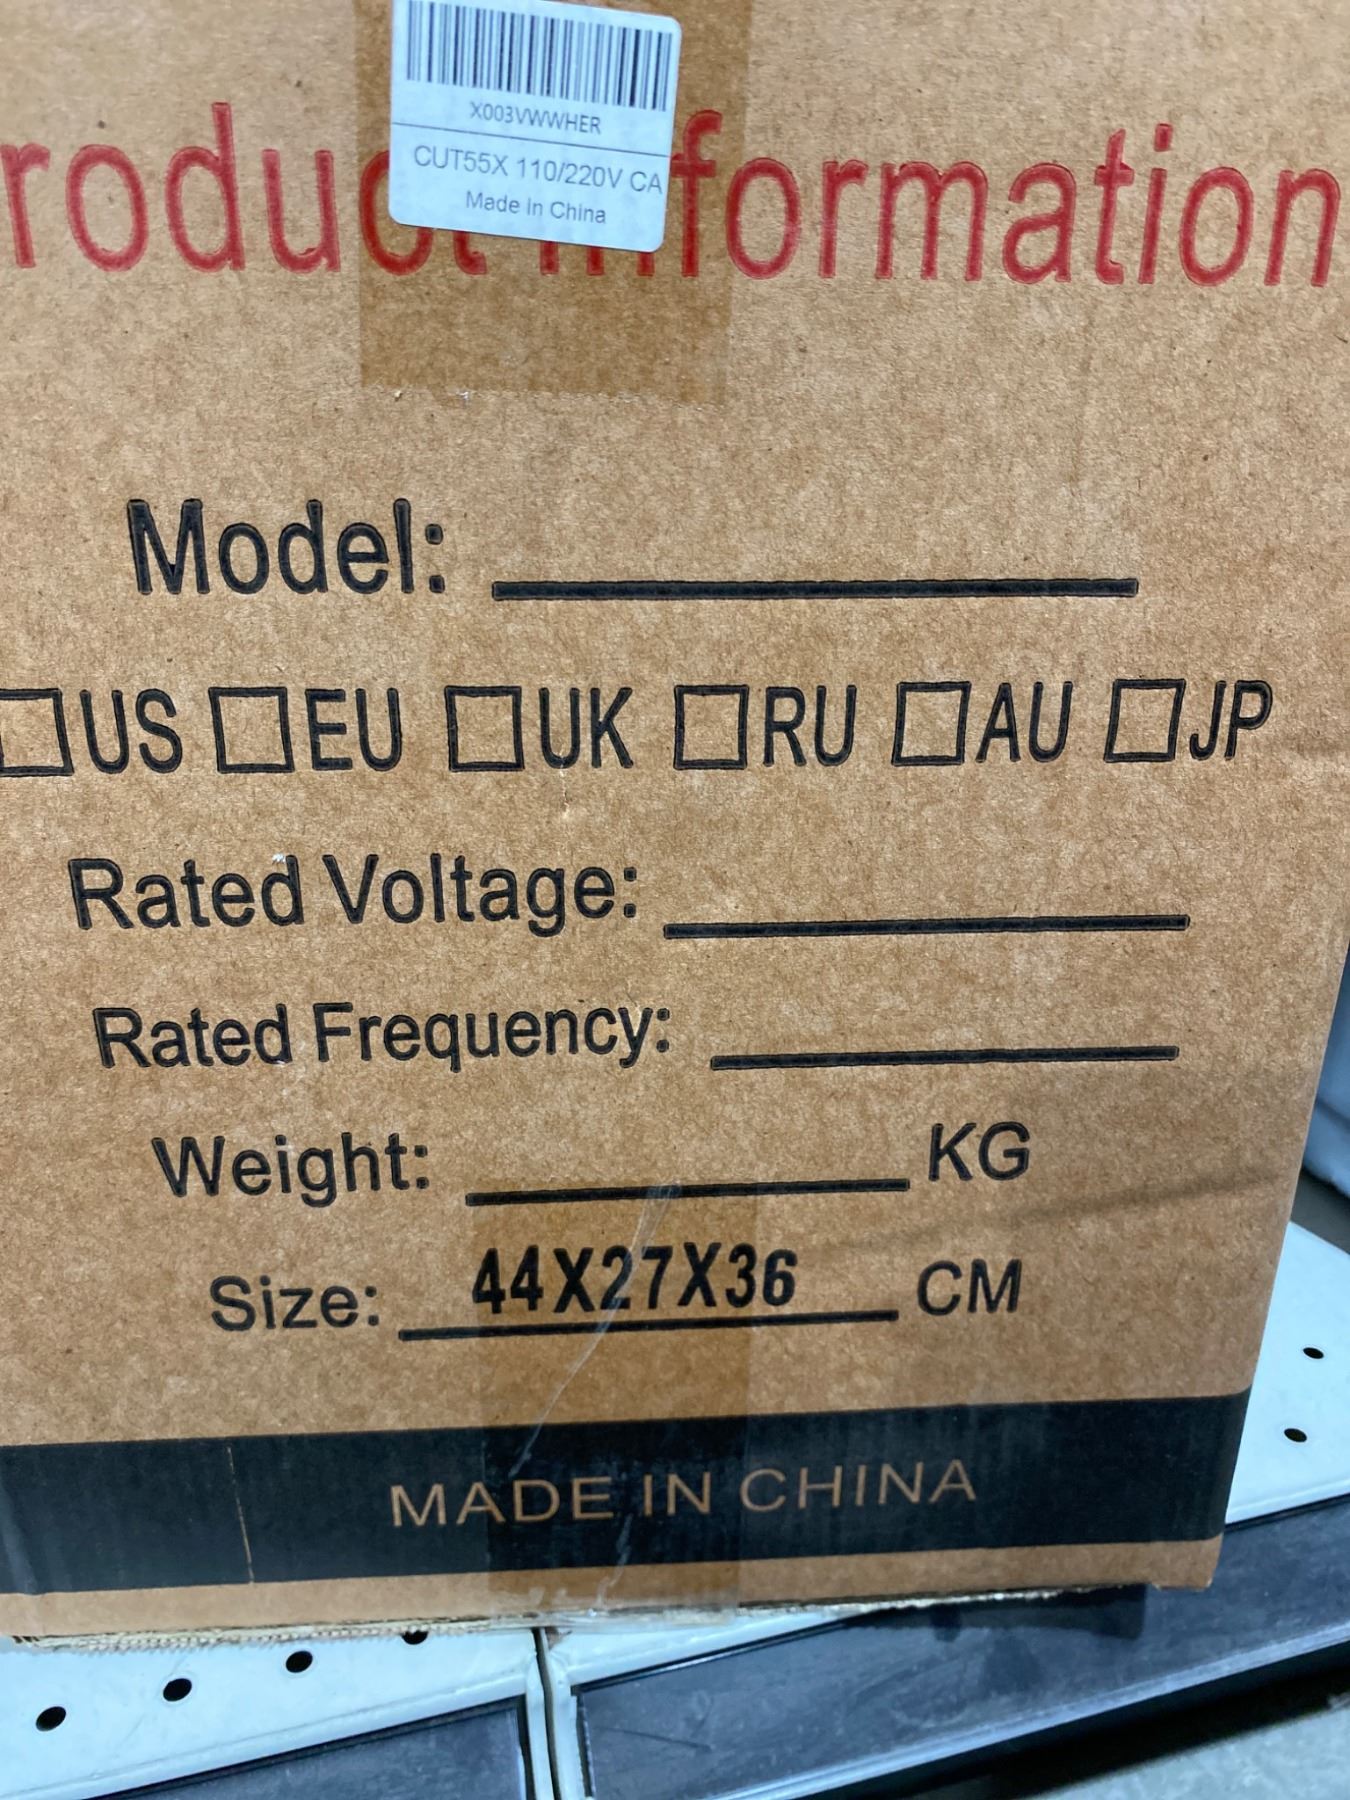 X003VWWHER
CUT55X 110/220V CA
Made In China
roduct Information
Model:
US EU UK RU AU JP
Rated Voltage:
Rated Frequency:
Weight: KG
Size: 44X27X36 CM
MADE IN CHINA